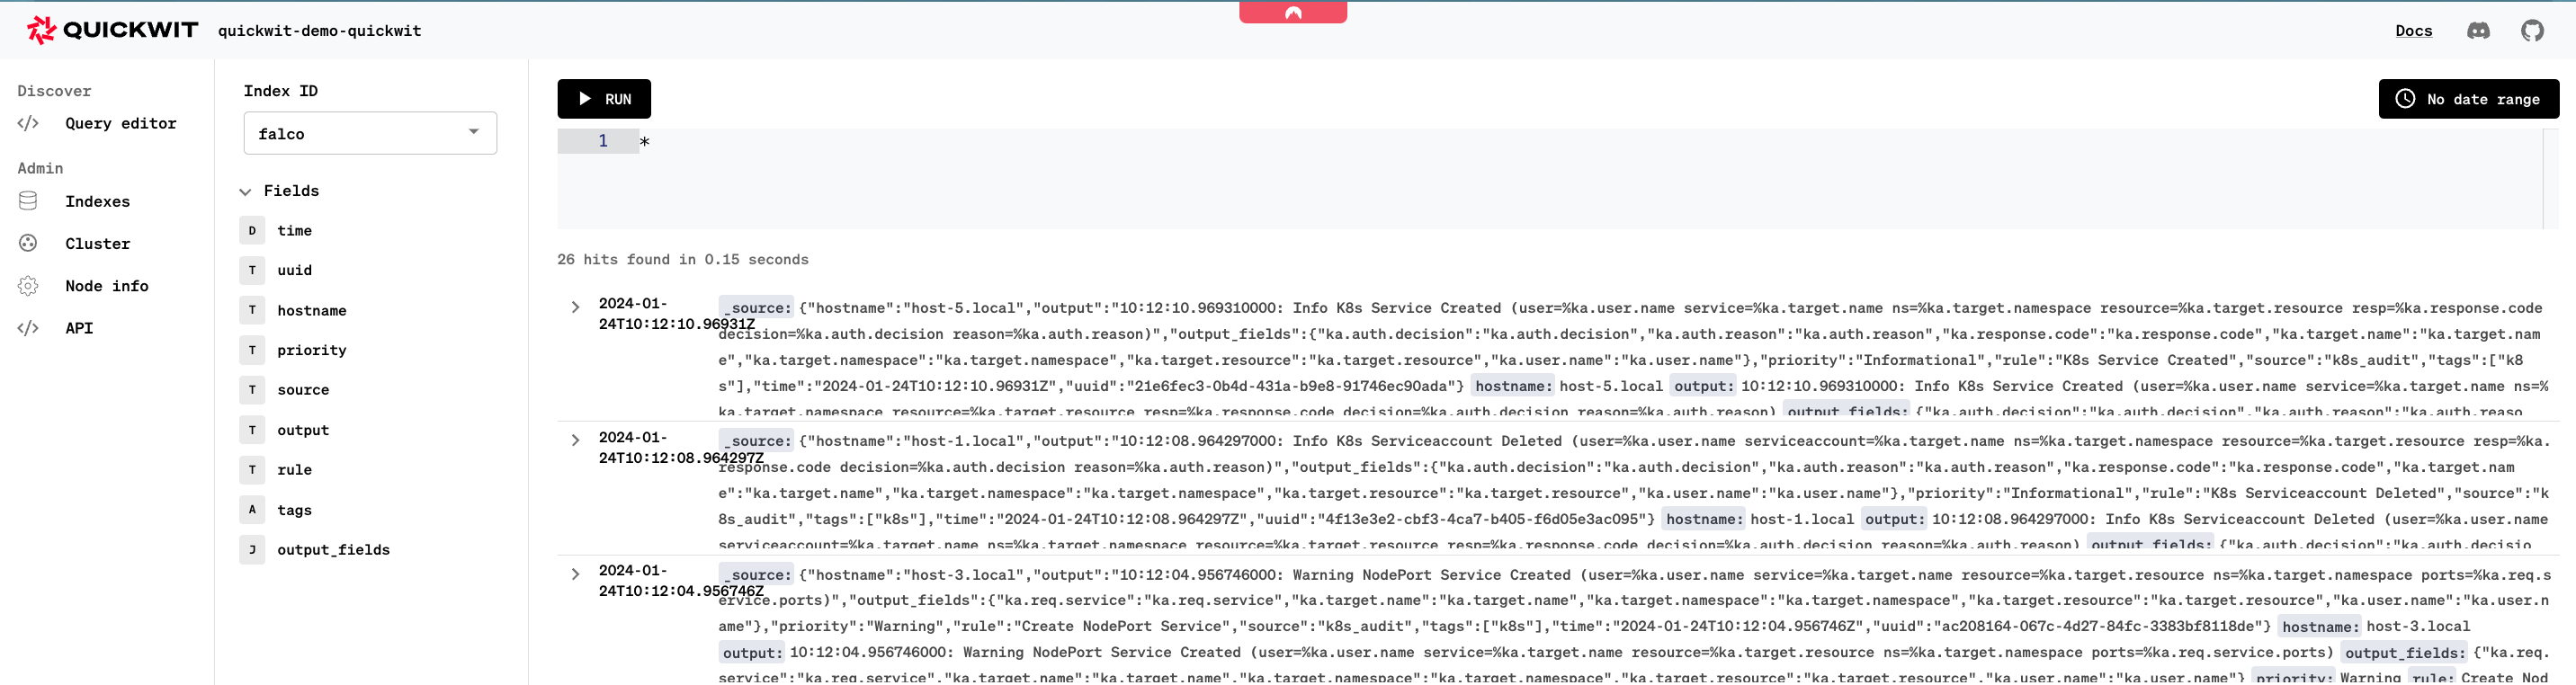 QUICKWIT quickwit-demo-quickwit Docs
Discover
Query editor
Admin
Indexes
Cluster
Node info
API
Index ID
falco
Fields
D time
T uuid
T hostname
T priority
T source
T output
T rule
A tags
J output_fields
RUN
No date range
1 *
26 hits found in 0.15 seconds
2024-01-
24T10:12:10.96931Z
_source: {"hostname":"host-5.local","output":"10:12:10.969310000: Info K8s Service Created (user=%ka.user.name service=%ka.target.name ns=%ka.target.namespace resource=%ka.target.resource resp=%ka.response.code
decision=%ka.auth.decision reason=%ka.auth.reason)","output_fields":{"ka.auth.decision":"ka.auth.decision","ka.auth.reason":"ka.auth.reason","ka.response.code":"ka.response.code","ka.target.name":"ka.target.nam
e","ka.target.namespace":"ka.target.namespace","ka.target.resource":"ka.target.resource","ka.user.name":"ka.user.name"},"priority":"Informational","rule":"K8s Service Created","source":"k8s_audit","tags":["k8
s"],"time":"2024-01-24T10:12:10.96931Z","uuid":"21e6fec3-0b4d-431a-b9e8-91746ec90ada"} hostname: host-5.local output: 10:12:10.969310000: Info K8s Service Created (user=%ka.user.name service=%ka.target.name ns=%
ka.target.namespace resource=%ka.target.resource resp=%ka.response.code decision=%ka.auth.decision reason=%ka.auth.reason) output_fields: {"ka.auth.decision":"ka.auth.decision","ka.auth.reason":"ka.auth.reaso
2024-01-
24T10:12:08.964297Z
_source: {"hostname":"host-1.local","output":"10:12:08.964297000: Info K8s Serviceaccount Deleted (user=%ka.user.name serviceaccount=%ka.target.name ns=%ka.target.namespace resource=%ka.target.resource resp=%ka.
response.code decision=%ka.auth.decision reason=%ka.auth.reason)","output_fields":{"ka.auth.decision":"ka.auth.decision","ka.auth.reason":"ka.auth.reason","ka.response.code":"ka.response.code","ka.target.nam
e":"ka.target.name","ka.target.namespace":"ka.target.namespace","ka.target.resource":"ka.target.resource","ka.user.name":"ka.user.name"},"priority":"Informational","rule":"K8s Serviceaccount Deleted","source":"k
8s_audit","tags":["k8s"],"time":"2024-01-24T10:12:08.964297Z","uuid":"4f13e3e2-cbf3-4ca7-b405-f6d05e3ac095"} hostname: host-1.local output: 10:12:08.964297000: Info K8s Serviceaccount Deleted (user=%ka.user.name
serviceaccount=%ka.target.name ns=%ka.target.namespace resource=%ka.target.resource resp=%ka.response.code decision=%ka.auth.decision reason=%ka.auth.reason) output_fields: {"ka.auth.decision":"ka.auth.decisio
2024-01-
24T10:12:04.956746Z
_source: {"hostname":"host-3.local","output":"10:12:04.956746000: Warning NodePort Service Created (user=%ka.user.name service=%ka.target.name resource=%ka.target.resource ns=%ka.target.namespace ports=%ka.req.s
ervice.ports)","output_fields":{"ka.req.service":"ka.req.service","ka.target.name":"ka.target.name","ka.target.namespace":"ka.target.namespace","ka.target.resource":"ka.target.resource","ka.user.name":"ka.user.n
ame"},"priority":"Warning","rule":"Create NodePort Service","source":"k8s_audit","tags":["k8s"],"time":"2024-01-24T10:12:04.956746Z","uuid":"ac208164-067c-4d27-84fc-3383bf8118de"} hostname: host-3.local
output: 10:12:04.956746000: Warning NodePort Service Created (user=%ka.user.name service=%ka.target.name resource=%ka.target.resource ns=%ka.target.namespace ports=%ka.req.service.ports) output_fields: {"ka.req.
service":"ka.req.service","ka.target.name":"ka.target.name","ka.target.namespace":"ka.target.namespace","ka.target.resource":"ka.target.resource","ka.user.name":"ka.user.name"} priority: Warning rule: Create Nod